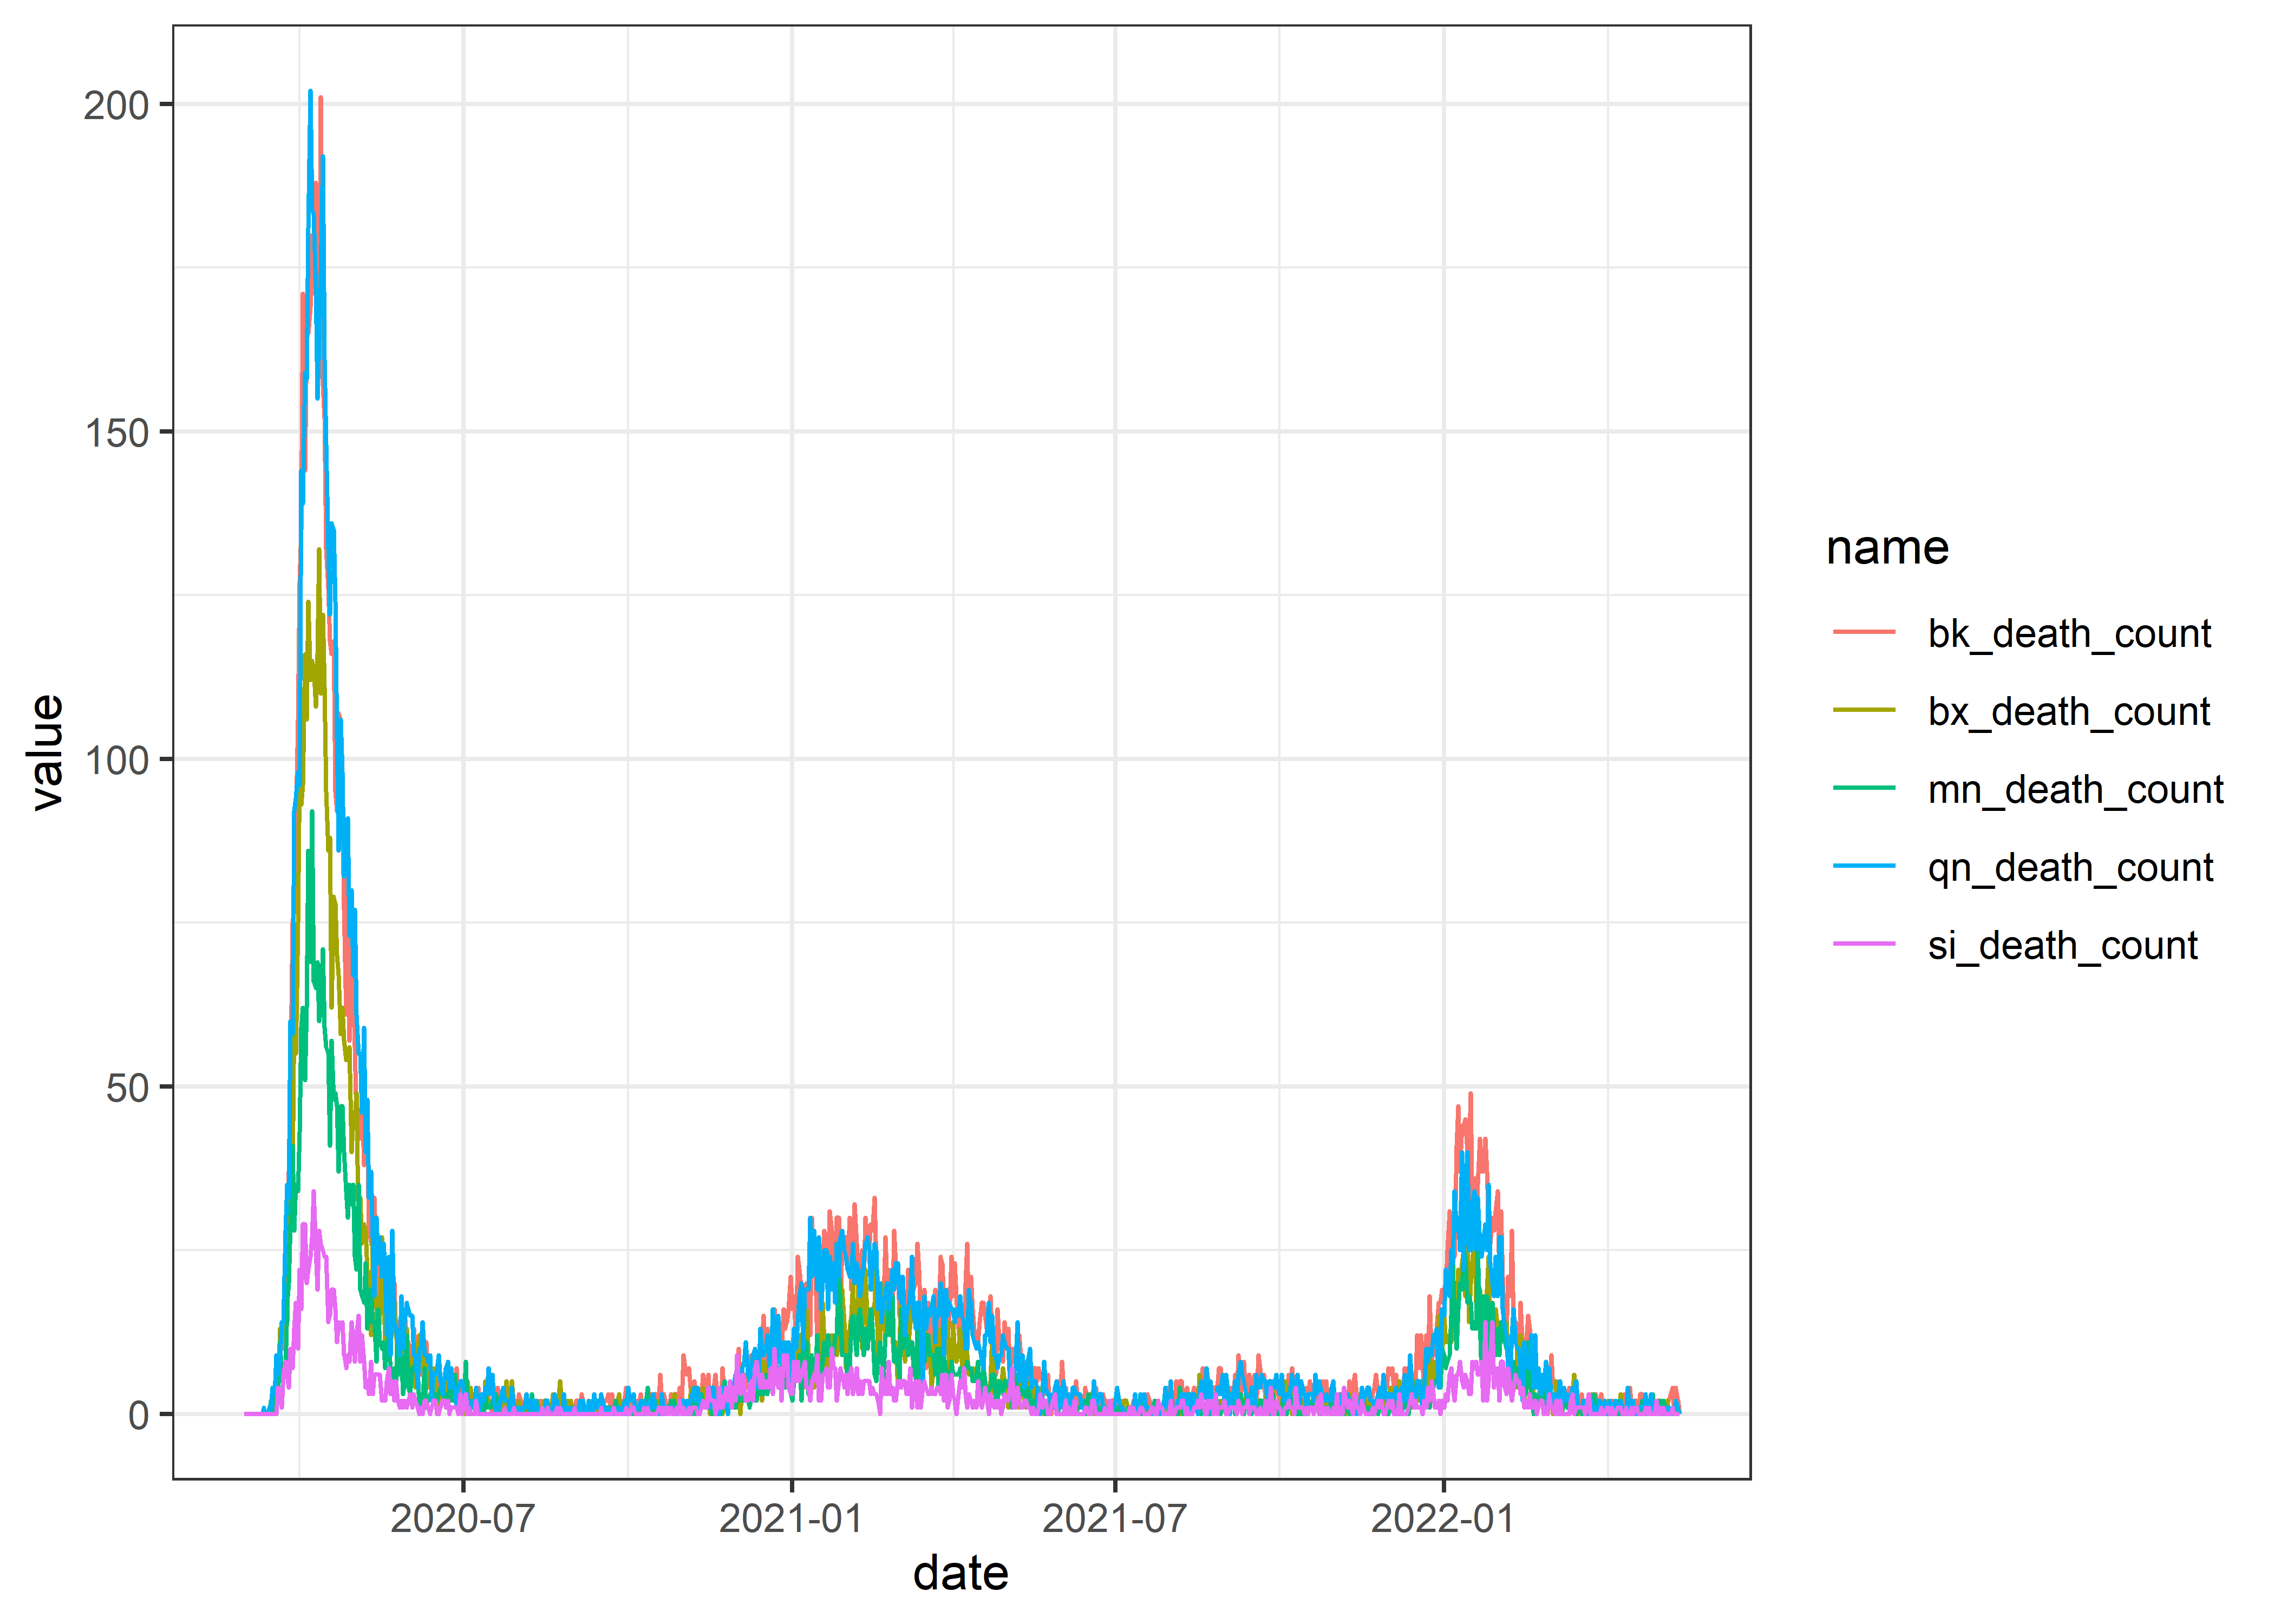 200
150
100
50
0
value
2020-07
2021-01
2021-07
2022-01
date
name
bk_death_count
bx_death_count
mn_death_count
qn_death_count
si_death_count